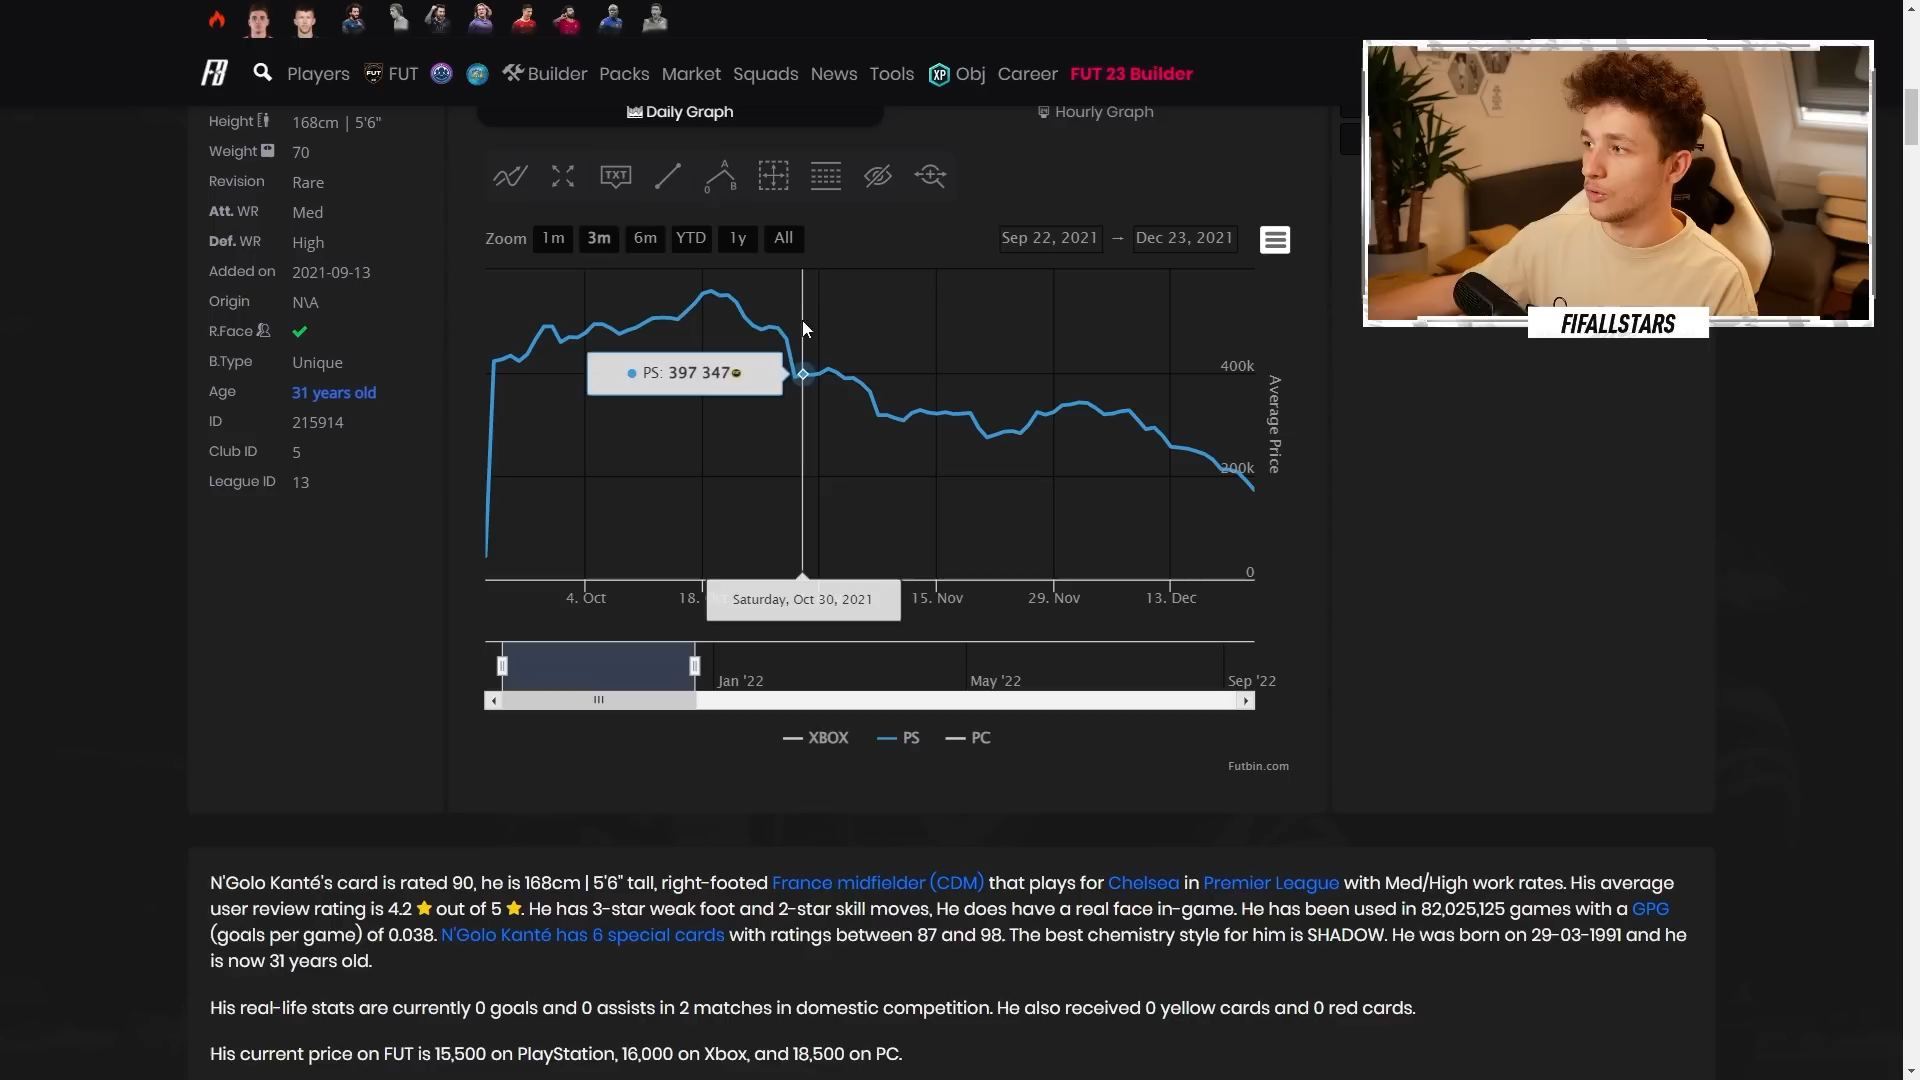 Players FUT Builder Packs Market Squads News Tools XP Obj Career FUT 23 Builder
Daily Graph Hourly Graph
Height 168cm | 5'6"
Weight 70
Revision Rare
Att. WR Med
Def. WR High
Added on 2021-09-13
Origin N\A
R.Face
B.Type Unique
Age 31 years old
ID 215914
Club ID 5
League ID 13
TXT
0 A B
Zoom 1m 3m 6m YTD 1y All Sep 22, 2021 → Dec 23, 2021
PS: 397 347
400k
200k
0
Average Price
4. Oct 18. 15. Nov 29. Nov 13. Dec
Saturday, Oct 30, 2021
Jan '22 May '22 Sep '22
XBOX PS PC
Futbin.com
FIFALLSTARS
N'Golo Kanté's card is rated 90, he is 168cm | 5'6" tall, right-footed France midfielder (CDM) that plays for Chelsea in Premier League with Med/High work rates. His average
user review rating is 4.2 ⭐ out of 5 ⭐. He has 3-star weak foot and 2-star skill moves, He does have a real face in-game. He has been used in 82,025,125 games with a GPG
(goals per game) of 0.038. N'Golo Kanté has 6 special cards with ratings between 87 and 98. The best chemistry style for him is SHADOW. He was born on 29-03-1991 and he
is now 31 years old.
His real-life stats are currently 0 goals and 0 assists in 2 matches in domestic competition. He also received 0 yellow cards and 0 red cards.
His current price on FUT is 15,500 on PlayStation, 16,000 on Xbox, and 18,500 on PC.